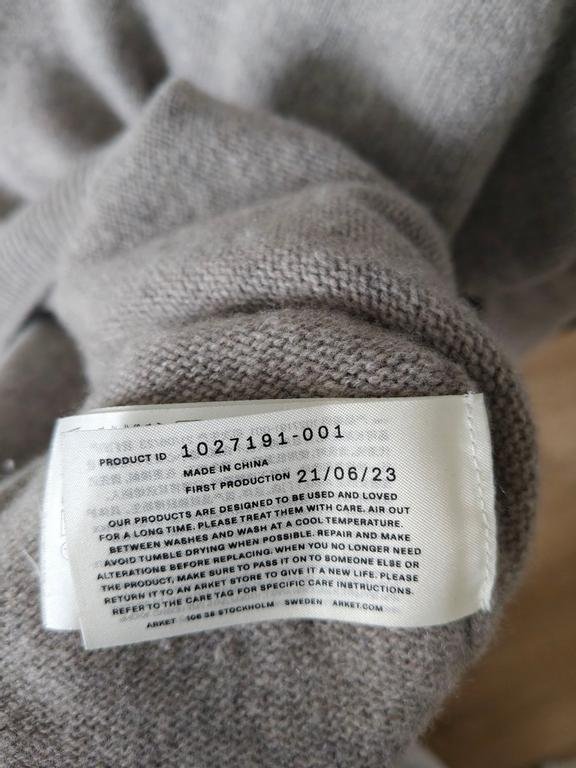 PRODUCT ID 1027191-001
MADE IN CHINA
FIRST PRODUCTION 21/06/23
OUR PRODUCTS ARE DESIGNED TO BE USED AND LOVED
FOR A LONG TIME. PLEASE TREAT THEM WITH CARE. AIR OUT
BETWEEN WASHES AND WASH AT A COOL TEMPERATURE.
AVOID TUMBLE DRYING WHEN POSSIBLE. REPAIR AND MAKE
ALTERATIONS BEFORE REPLACING. WHEN YOU NO LONGER NEED
THE PRODUCT, MAKE SURE TO PASS IT ON TO SOMEONE ELSE OR
RETURN IT TO AN ARKET STORE TO GIVE IT A NEW LIFE. PLEASE
REFER TO THE CARE TAG FOR SPECIFIC CARE INSTRUCTIONS.
ARKET 106 38 STOCKHOLM SWEDEN ARKET.COM